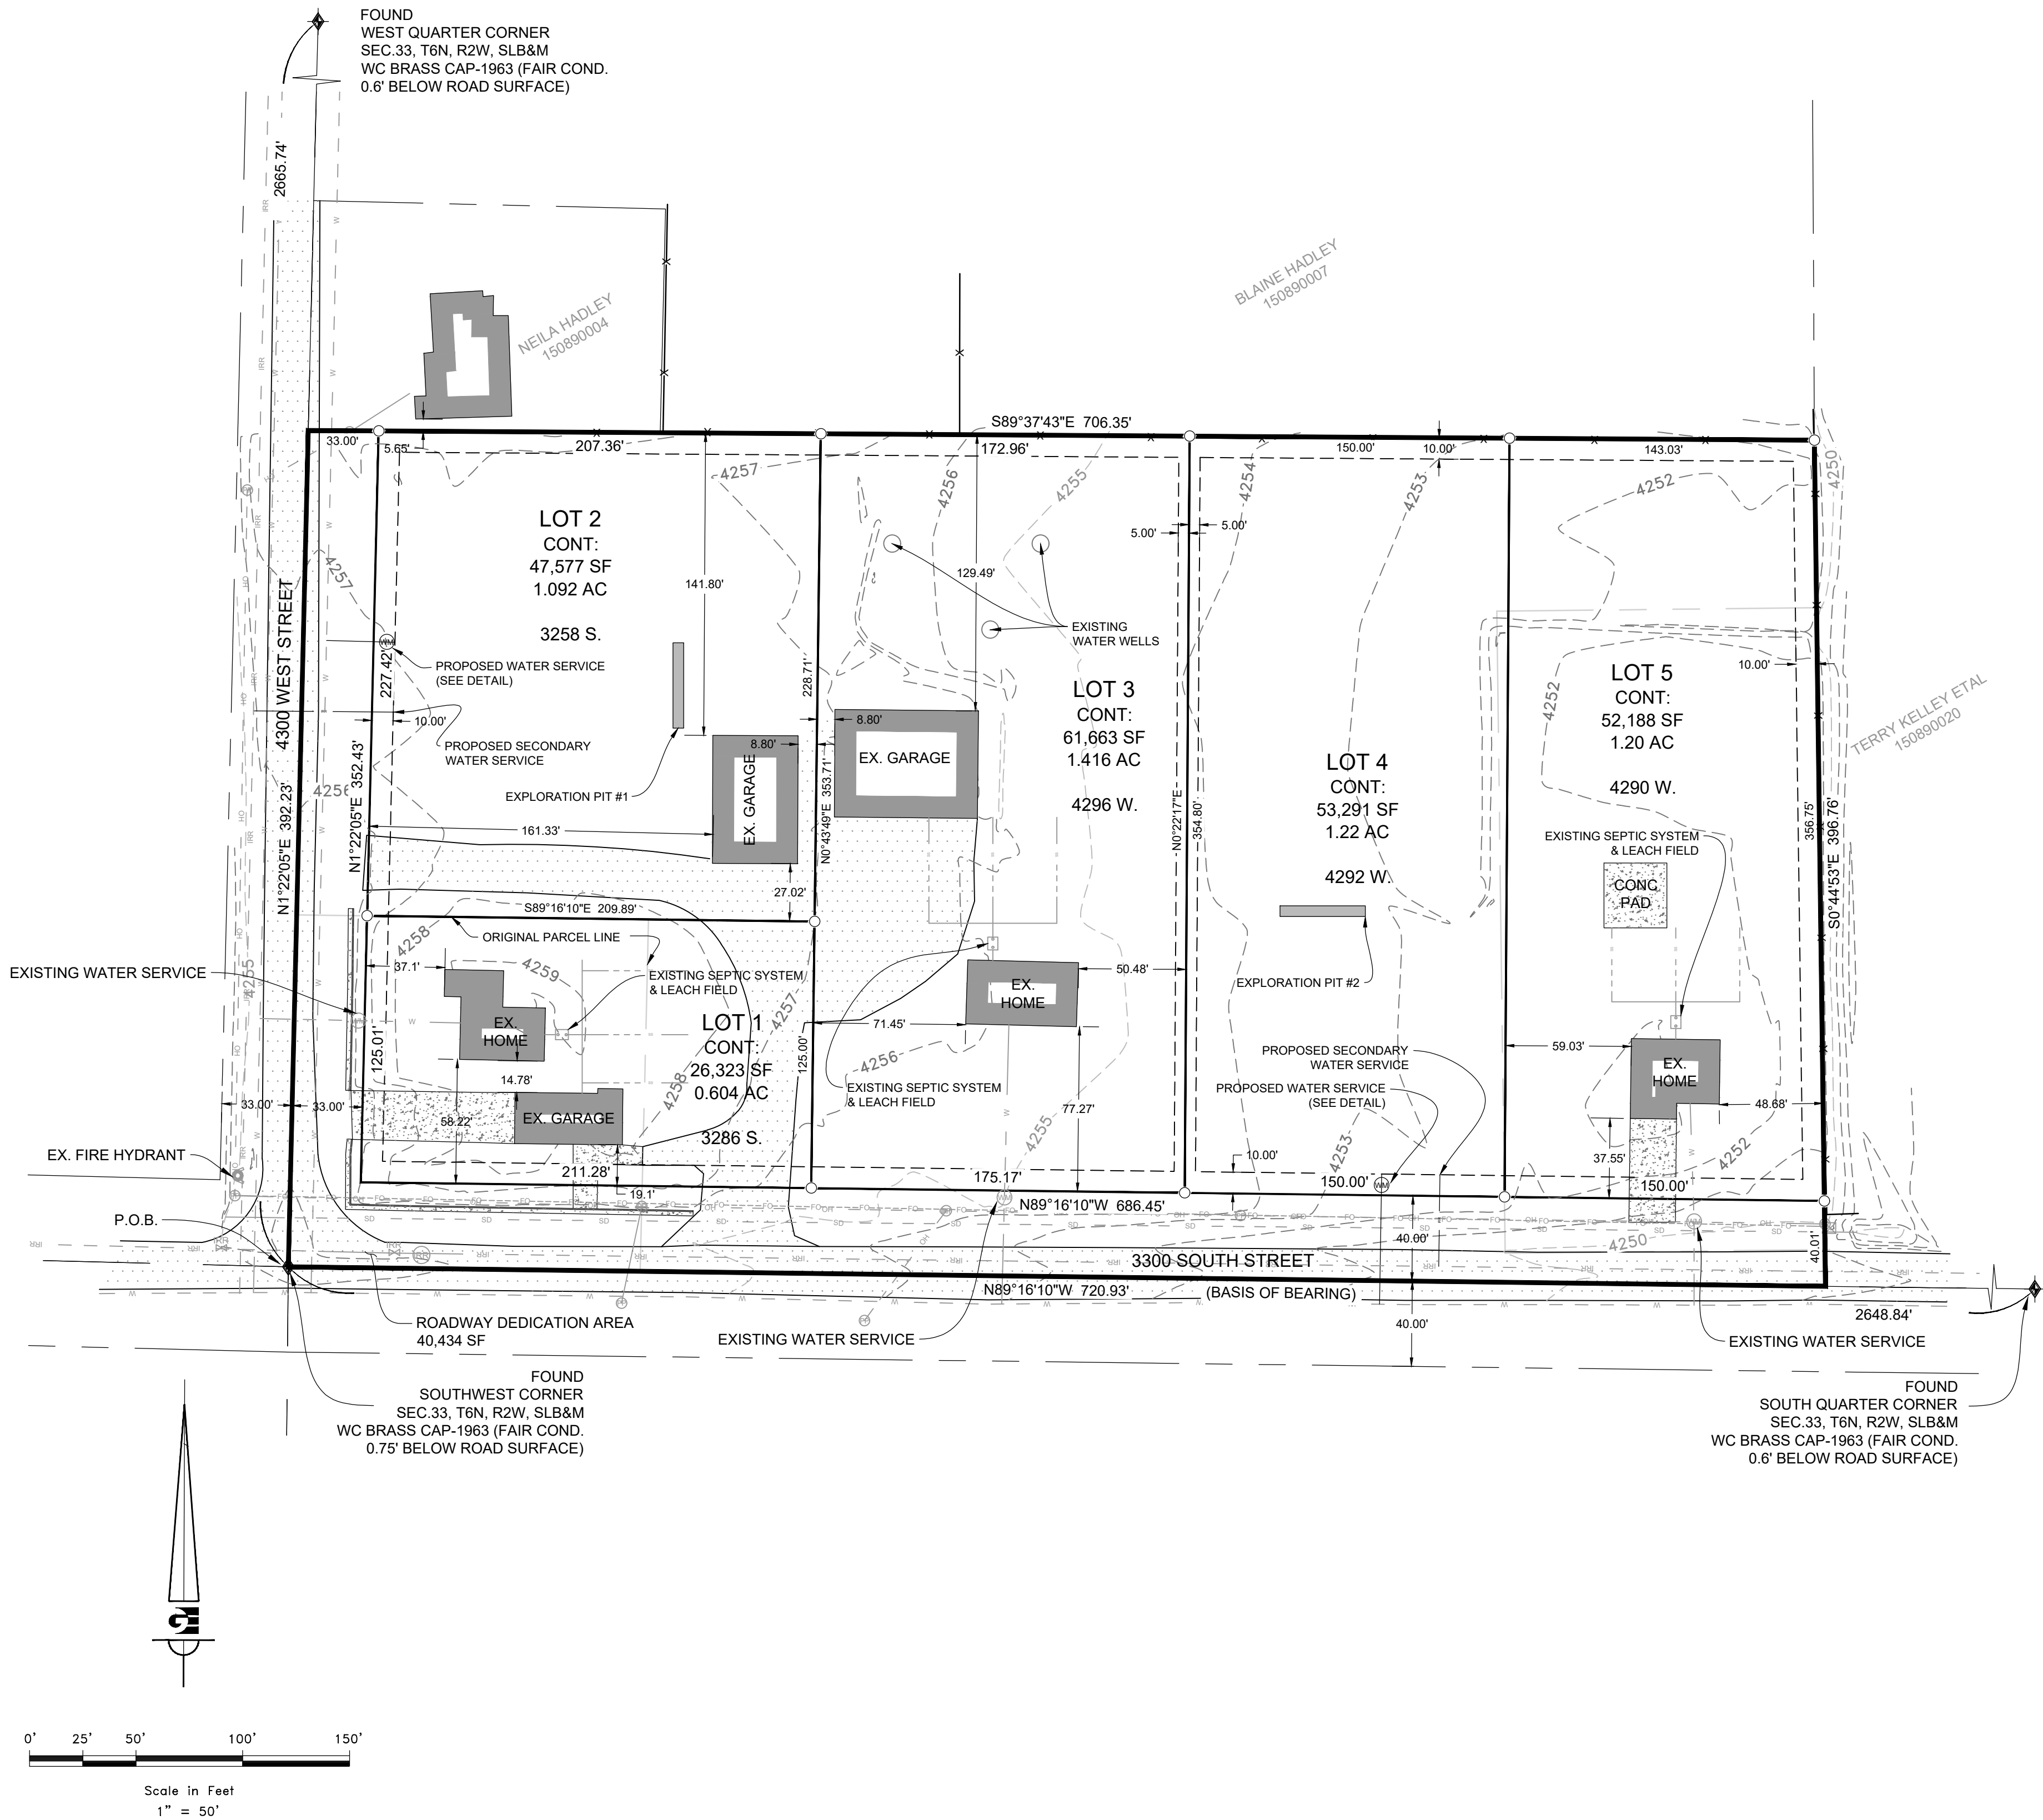 FOUND
WEST QUARTER CORNER
SEC.33, T6N, R2W, SLB&M
WC BRASS CAP-1963 (FAIR COND.
0.6' BELOW ROAD SURFACE)
2665.74'
NEILA HADLEY
150890004
BLAINE HADLEY
150890007
S89°37'43"E 706.35'
33.00'
5.65'
207.36'
172.96'
150.00'
10.00'
143.03'
4257
4256
4255
4254
4253
4252
4250
LOT 2
CONT:
47,577 SF
1.092 AC
3258 S.
141.80'
129.49'
5.00'
5.00'
4257
4300 WEST STREET
227.42'
PROPOSED WATER SERVICE
(SEE DETAIL)
10.00'
PROPOSED SECONDARY
WATER SERVICE
EXPLORATION PIT #1
EXISTING
WATER WELLS
228.71'
LOT 3
CONT:
61,663 SF
1.416 AC
4296 W.
8.80'
8.80'
EX. GARAGE
EX. GARAGE
N0°43'49"E 353.71'
N0°22'17"E
354.80'
LOT 4
CONT:
53,291 SF
1.22 AC
4292 W.
LOT 5
CONT:
52,188 SF
1.20 AC
4290 W.
4252
10.00'
TERRY KELLEY ETAL
150890020
EXISTING SEPTIC SYSTEM
& LEACH FIELD
CONC
PAD
356.75'
S0°44'53"E 396.76'
N1°22'05"E 392.23'
N1°22'05"E 352.43'
4256
161.33'
27.02'
S89°16'10"E 209.89'
ORIGINAL PARCEL LINE
4258
4259
37.1'
EXISTING SEPTIC SYSTEM
& LEACH FIELD
EXISTING WATER SERVICE
4255
EX.
HOME
LOT 1
CONT:
26,323 SF
0.604 AC
3286 S.
4257
4258
125.01'
125.00'
14.78'
58.22'
EX. GARAGE
33.00'
33.00'
EX. FIRE HYDRANT
211.28'
19.1'
EX.
HOME
50.48'
71.45'
4256
EXISTING SEPTIC SYSTEM
& LEACH FIELD
77.27'
4255
175.17'
EXPLORATION PIT #2
PROPOSED SECONDARY
WATER SERVICE
PROPOSED WATER SERVICE
(SEE DETAIL)
4253
10.00'
150.00'
59.03'
EX.
HOME
48.68'
37.55'
4252
150.00'
N89°16'10"W 686.45'
P.O.B.
40.00'
4250
40.01'
3300 SOUTH STREET
N89°16'10"W 720.93'
(BASIS OF BEARING)
2648.84'
ROADWAY DEDICATION AREA
40,434 SF
EXISTING WATER SERVICE
40.00'
EXISTING WATER SERVICE
FOUND
SOUTHWEST CORNER
SEC.33, T6N, R2W, SLB&M
WC BRASS CAP-1963 (FAIR COND.
0.75' BELOW ROAD SURFACE)
FOUND
SOUTH QUARTER CORNER
SEC.33, T6N, R2W, SLB&M
WC BRASS CAP-1963 (FAIR COND.
0.6' BELOW ROAD SURFACE)
0' 25' 50' 100' 150'
Scale in Feet
1" = 50'